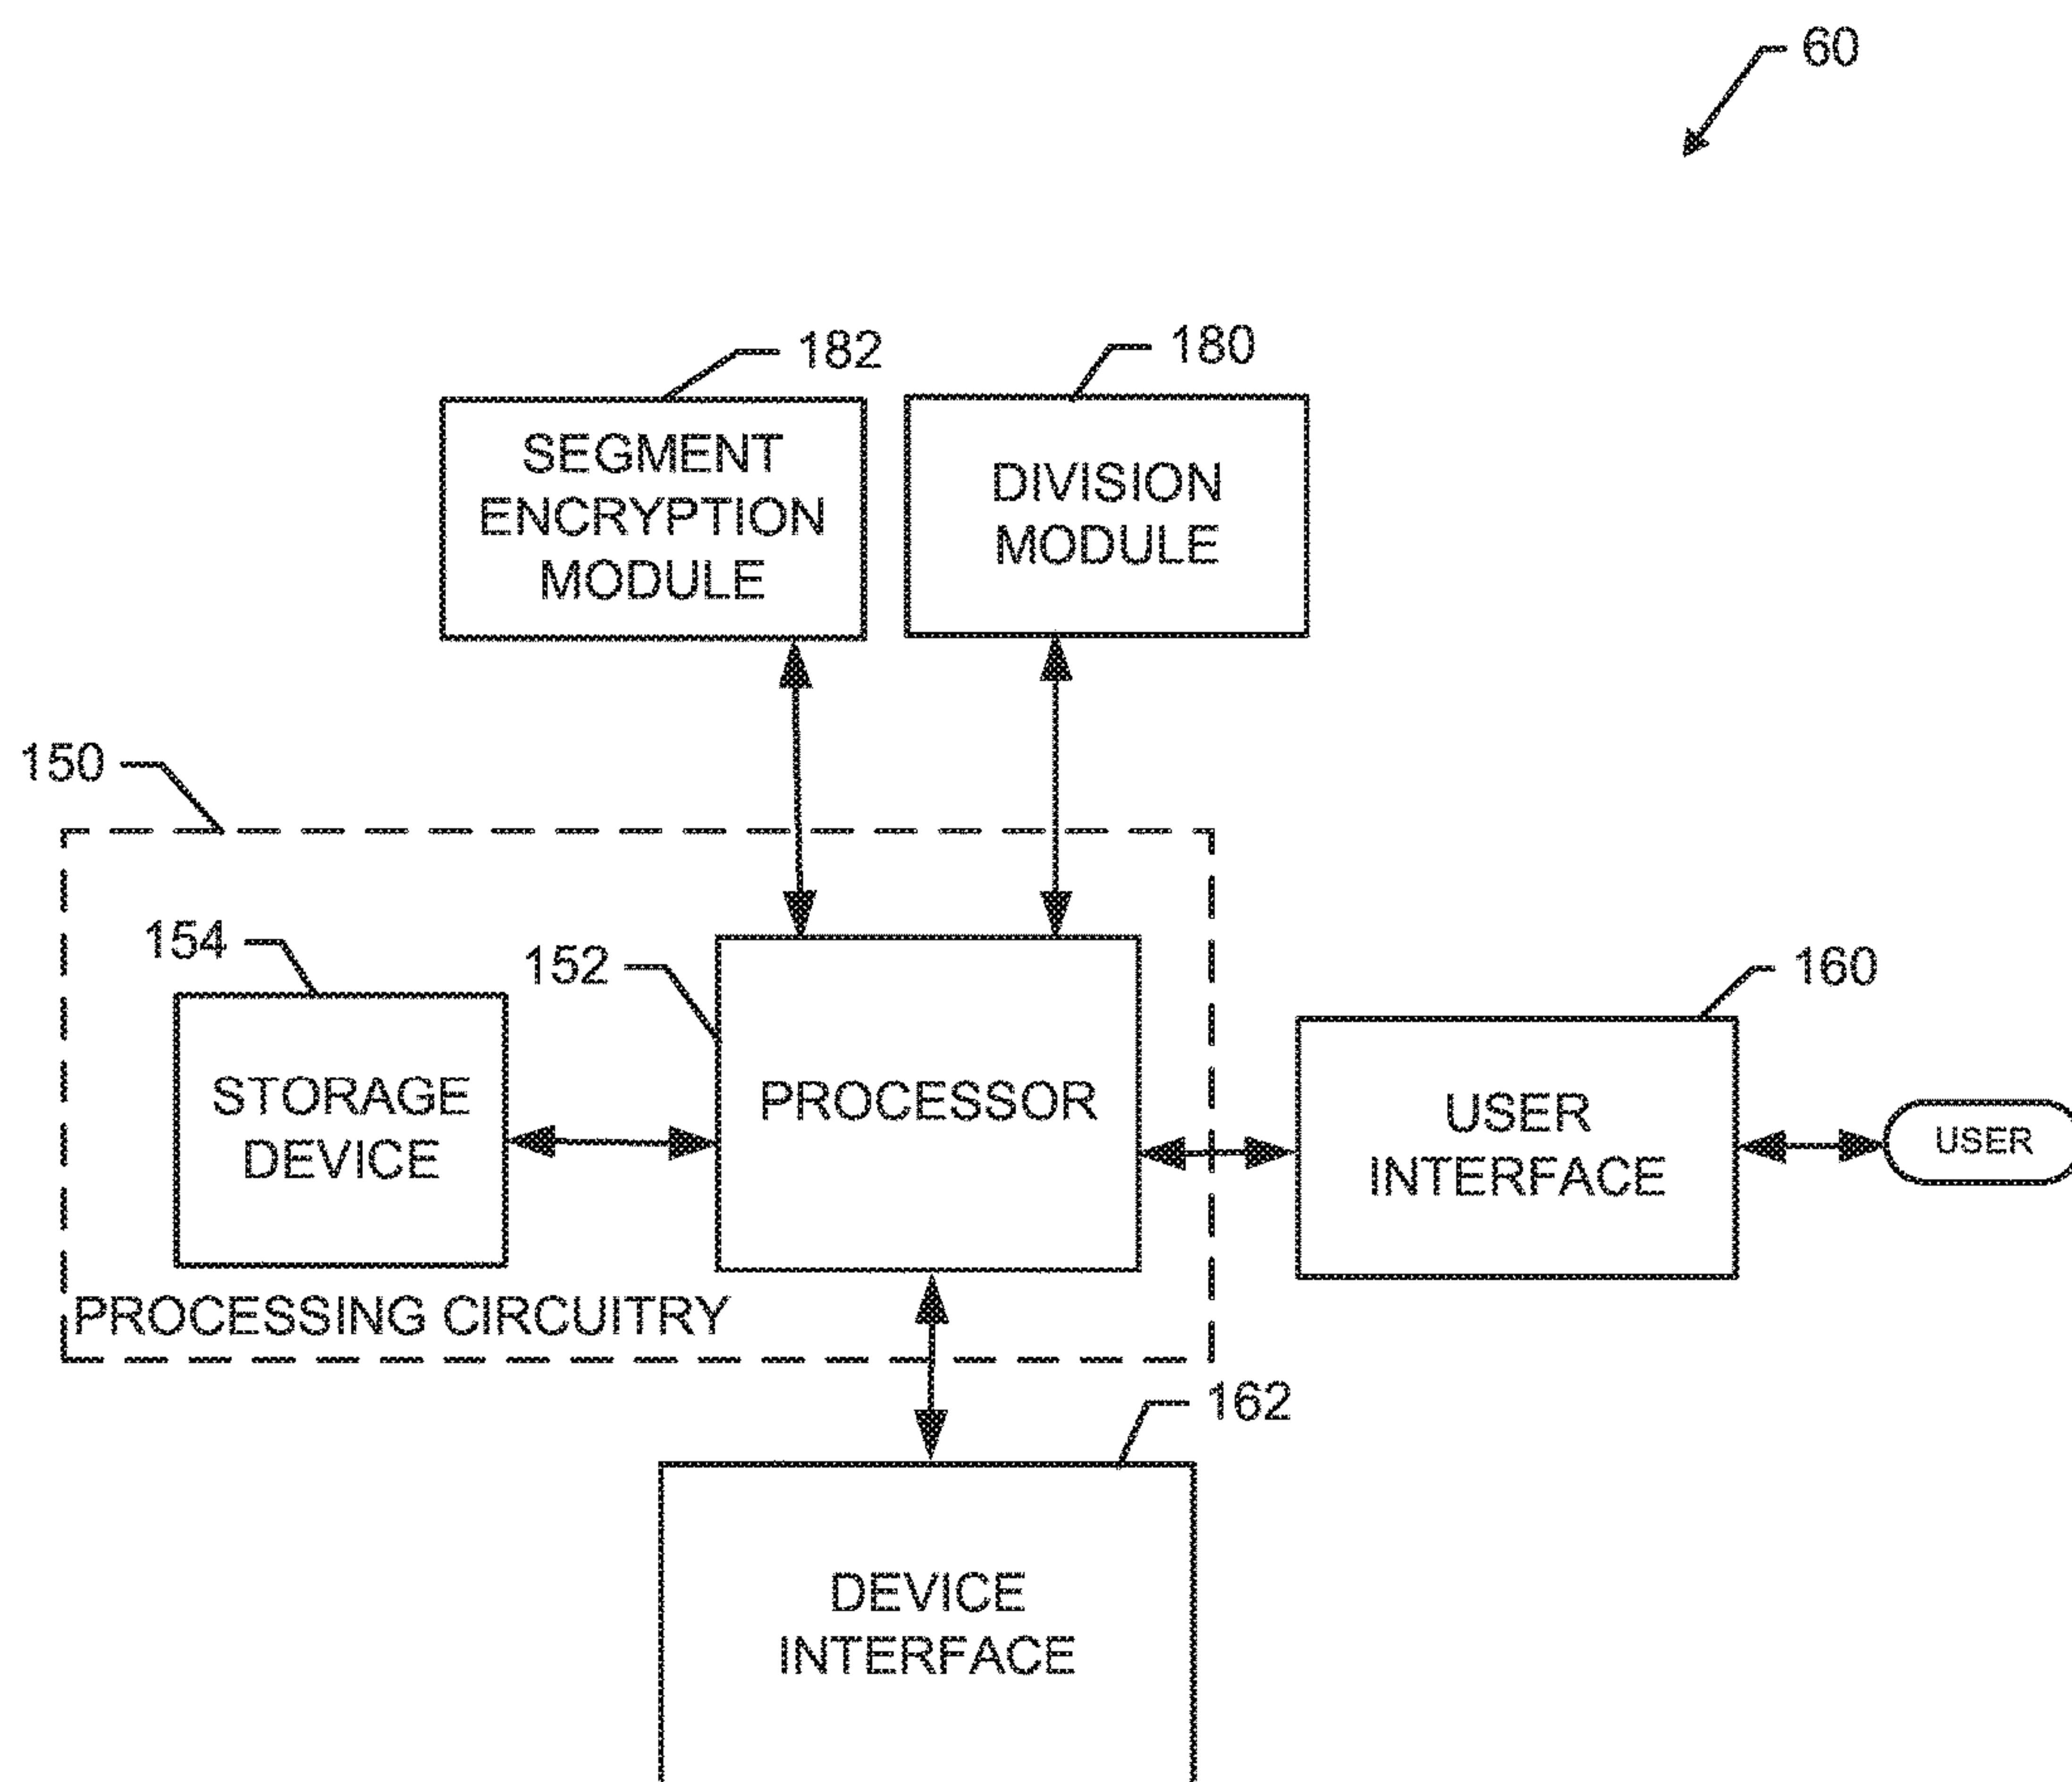 60
182
180
SEGMENT
ENCRYPTION
MODULE
DIVISION
MODULE
150
154
152
160
STORAGE
DEVICE
PROCESSOR
USER
INTERFACE
USER
PROCESSING CIRCUITRY
162
DEVICE
INTERFACE